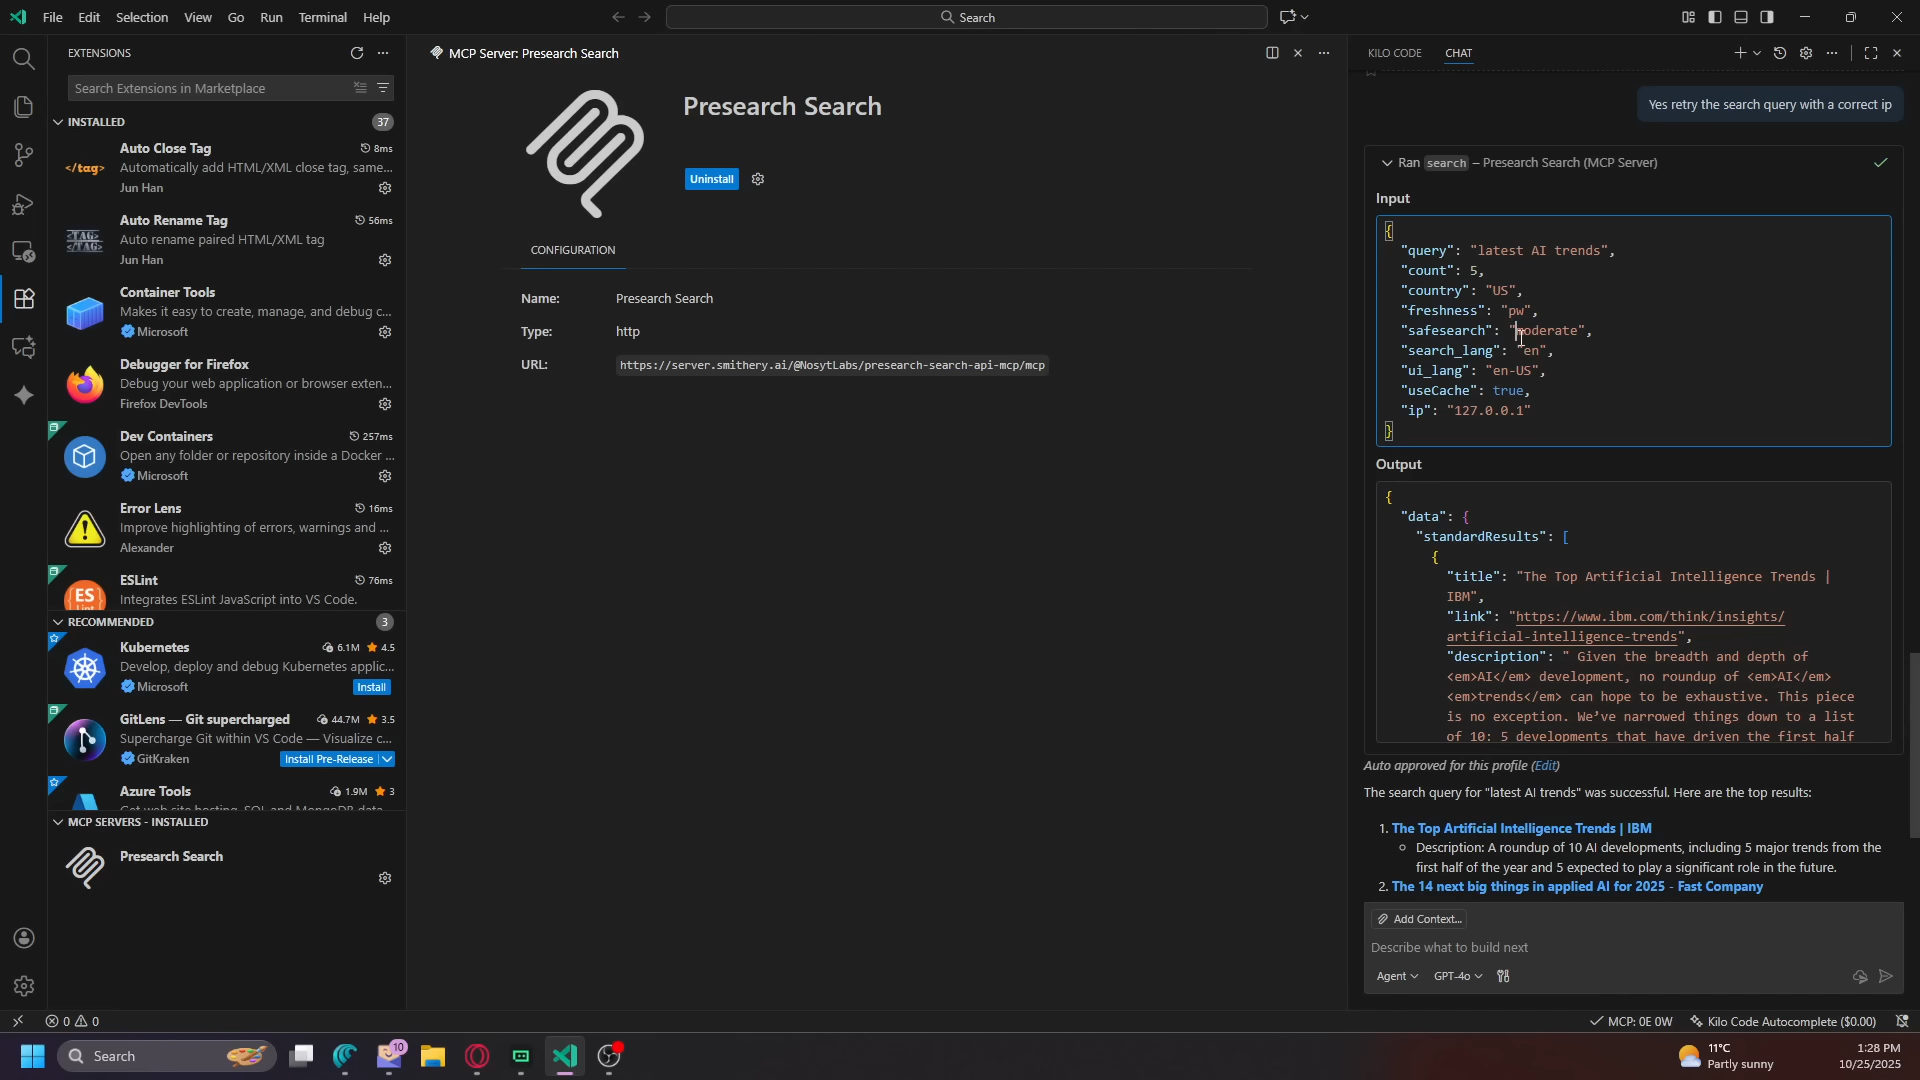 File Edit Selection View Go Run Terminal Help
Search
EXTENSIONS
Search Extensions in Marketplace
INSTALLED 37
Auto Close Tag 8ms
Automatically add HTML/XML close tag, same...
Jun Han
Auto Rename Tag 56ms
Auto rename paired HTML/XML tag
Jun Han
Container Tools
Makes it easy to create, manage, and debug c...
Microsoft
Debugger for Firefox
Debug your web application or browser exten...
Firefox DevTools
Dev Containers 257ms
Open any folder or repository inside a Docker ...
Microsoft
Error Lens 16ms
Improve highlighting of errors, warnings and ...
Alexander
ESLint 76ms
Integrates ESLint JavaScript into VS Code.
RECOMMENDED 3
Kubernetes 6.1M 4.5
Develop, deploy and debug Kubernetes applic...
Microsoft Install
GitLens — Git supercharged 44.7M 3.5
Supercharge Git within VS Code — Visualize c...
GitKraken Install Pre-Release
Azure Tools 1.9M 3
MCP SERVERS - INSTALLED
Presearch Search
MCP Server: Presearch Search
Presearch Search
Uninstall
CONFIGURATION
Name: Presearch Search
Type: http
URL: https://server.smithery.ai/@NosytLabs/presearch-search-api-mcp/mcp
KILO CODE CHAT
Yes retry the search query with a correct ip
Ran search – Presearch Search (MCP Server)
Input
{
"query": "latest AI trends",
"count": 5,
"country": "US",
"freshness": "pw",
"safesearch": "moderate",
"search_lang": "en",
"ui_lang": "en-US",
"useCache": true,
"ip": "127.0.0.1"
}
Output
{
"data": {
"standardResults": [
{
"title": "The Top Artificial Intelligence Trends |
IBM",
"link": "https://www.ibm.com/think/insights/
artificial-intelligence-trends",
"description": " Given the breadth and depth of
<em>AI</em> development, no roundup of <em>AI</em>
<em>trends</em> can hope to be exhaustive. This piece
is no exception. We've narrowed things down to a list
of 10: 5 developments that have driven the first half
Auto approved for this profile (Edit)
The search query for "latest AI trends" was successful. Here are the top results:
1. The Top Artificial Intelligence Trends | IBM
Description: A roundup of 10 AI developments, including 5 major trends from the
first half of the year and 5 expected to play a significant role in the future.
2. The 14 next big things in applied AI for 2025 - Fast Company
Add Context...
Describe what to build next
Agent GPT-4o
0 0
MCP: 0E 0W Kilo Code Autocomplete ($0.00)
Search
10
11°C
Partly sunny
1:28 PM
10/25/2025